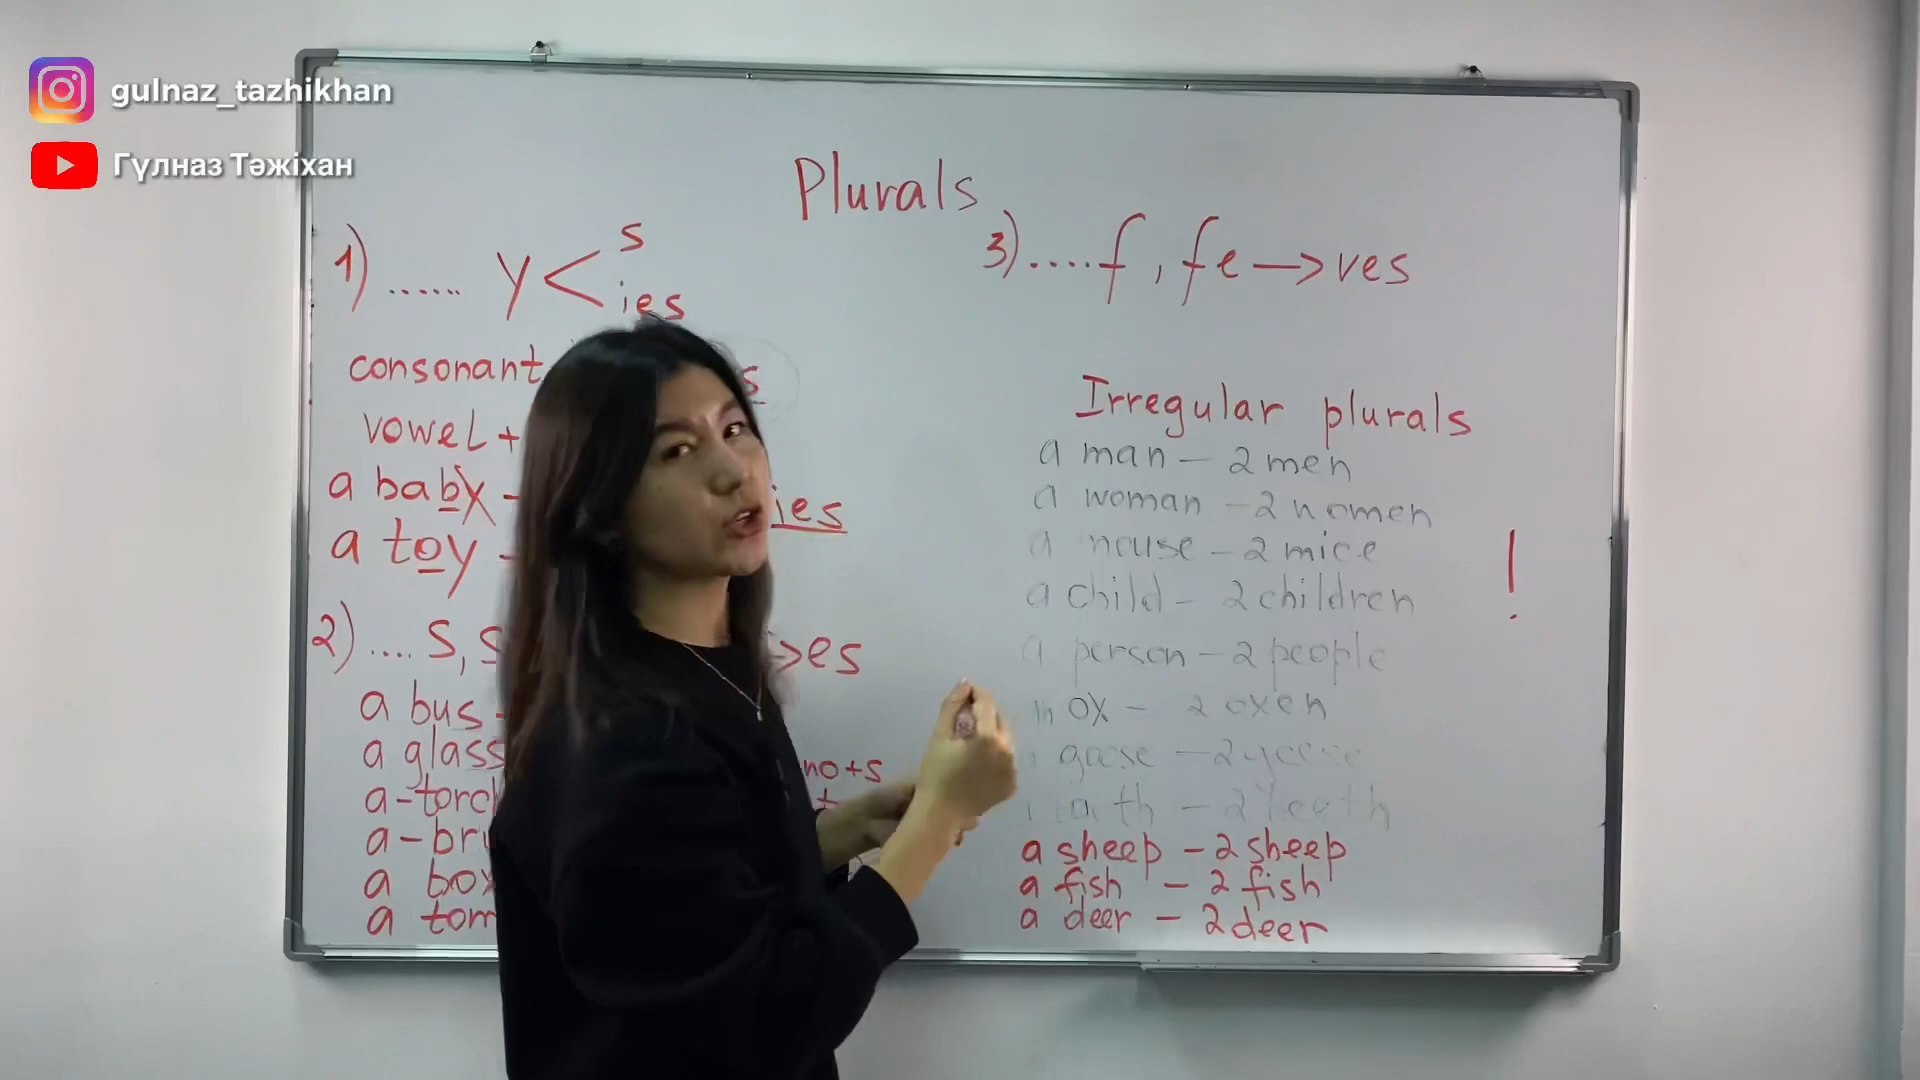 gulnaz_tazhikhan
Гүлназ Тәжіхан
Plurals
1) ...... y < s
ies
consonant
s
vowel +
a baby -
ies
a toy -
2) .... s, s
->es
a bus -
a glass
no+s
a-torch
a-bru
a box
a tom
3) .... f, fe -> ves
Irregular plurals
a man - 2 men
a woman - 2 women
a mouse - 2 mice
!
a child - 2 children
a person - 2 people
an ox - 2 oxen
goose - 2 geese
tooth - 2 teeth
a sheep - 2 sheep
a fish - 2 fish
a deer - 2 deer